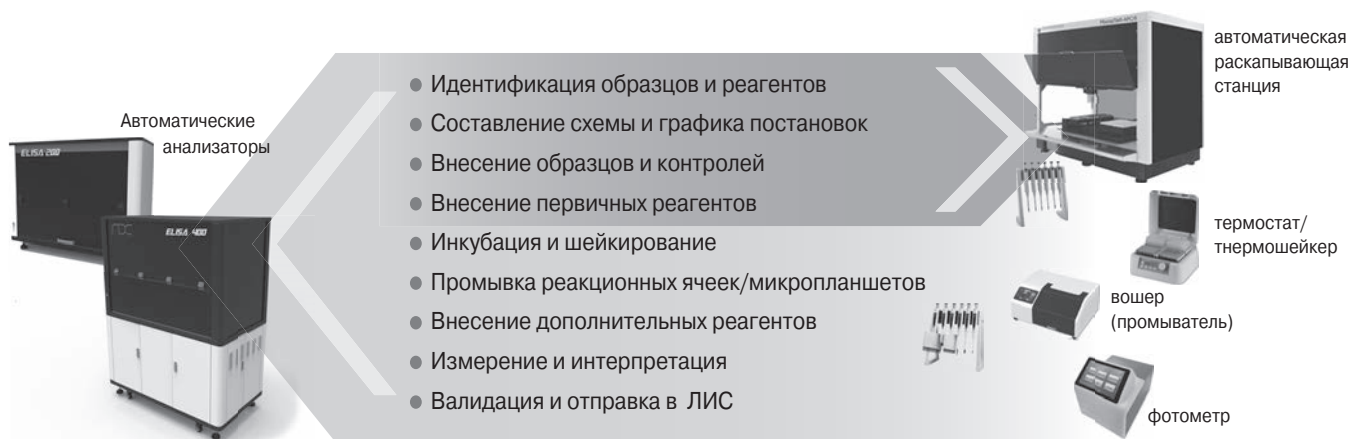 Автоматические
анализаторы
ELISA-200
ADC
ELISA-400
Идентификация образцов и реагентов
Составление схемы и графика постановок
Внесение образцов и контролей
Внесение первичных реагентов
Инкубация и шейкирование
Промывка реакционных ячеек/микропланшетов
Внесение дополнительных реагентов
Измерение и интерпретация
Валидация и отправка в ЛИС
автоматическая
раскапывающая
станция
термостат/
тнермошейкер
вошер
(промыватель)
фотометр